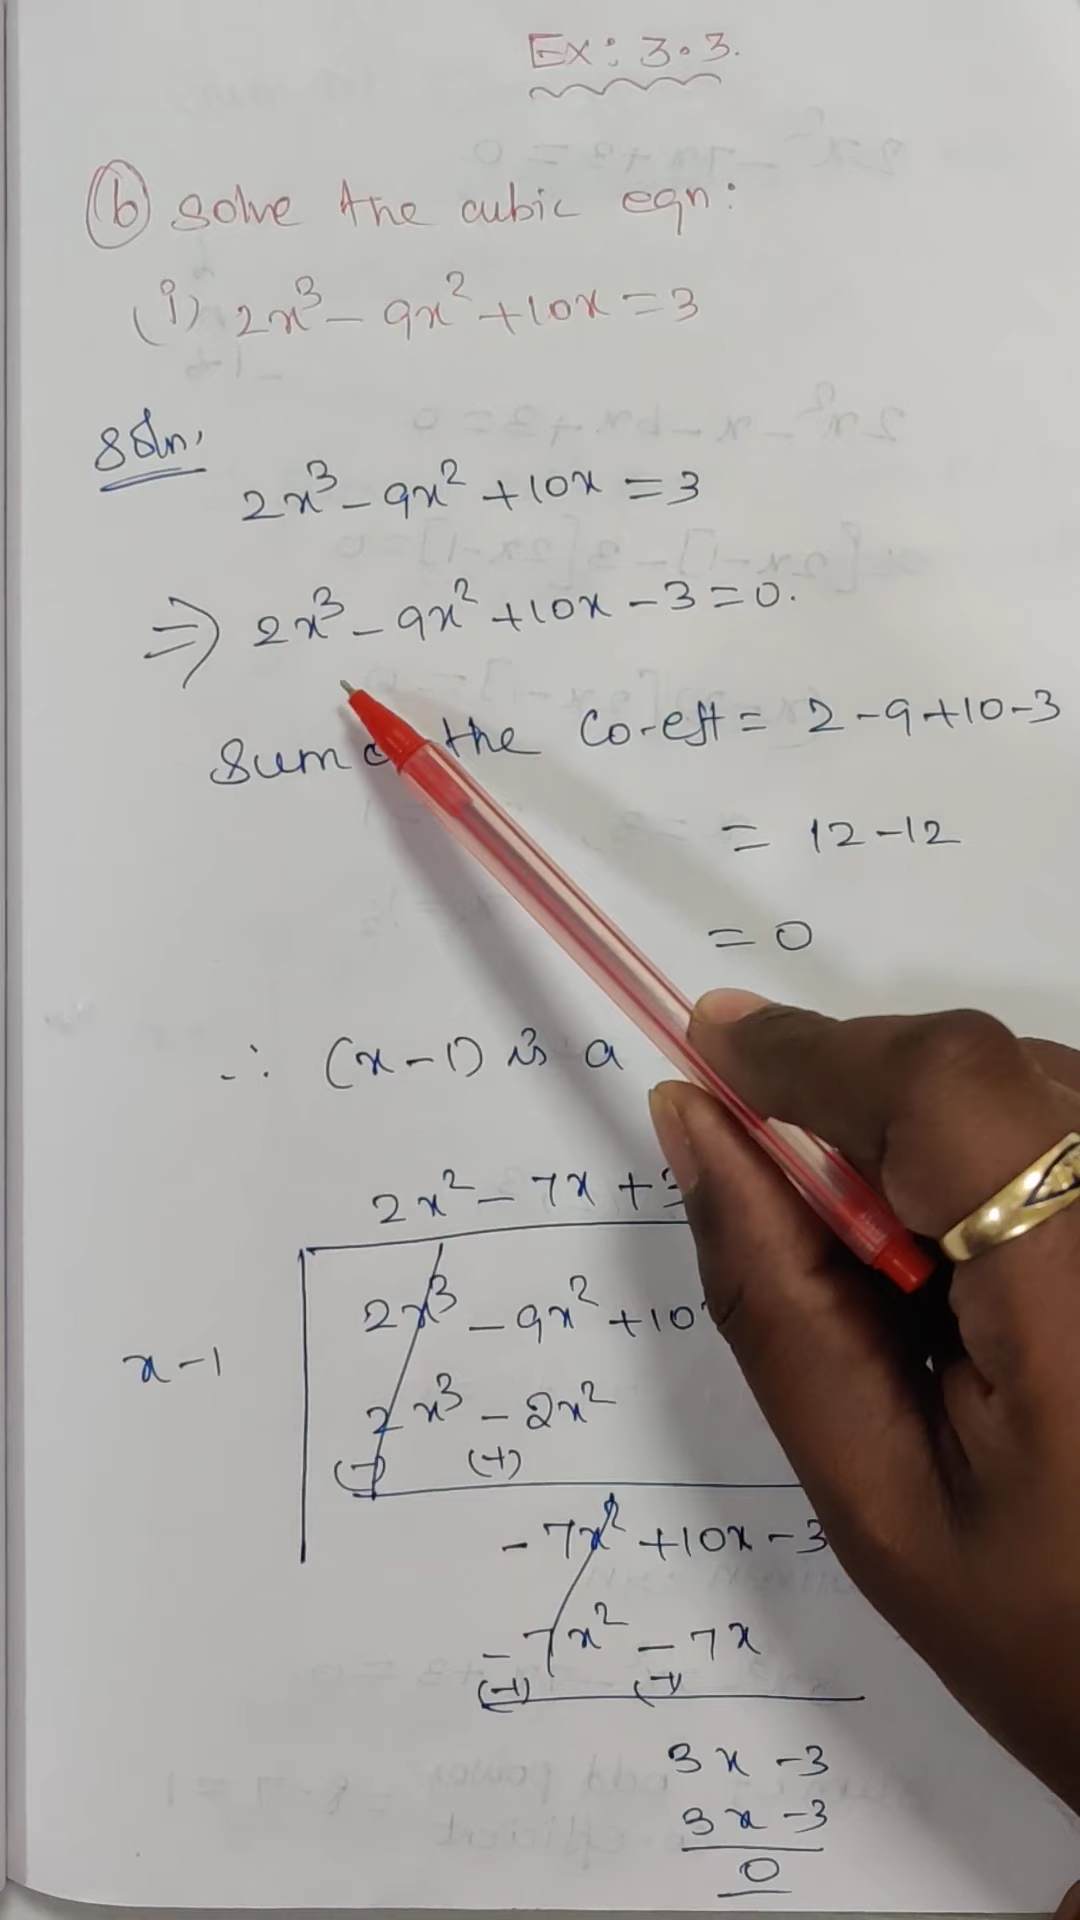 Ex: 3.3.
(b) solve the cubic eqn:
(i) 2x³ - 9x² + 10x = 3
Soln,
2x³ - 9x² + 10x = 3
⇒ 2x³ - 9x² + 10x - 3 = 0.
Sum the Co-eff = 2 - 9 + 10 - 3
= 12 - 12
= 0
∴ (x - 1) is a
2x² - 7x + 3
x - 1
2x³ - 9x² + 10
2x³ - 2x²
(-) (+)
- 7x² + 10x - 3
- 7x² - 7x
(+) (-)
3x - 3
3x - 3
0